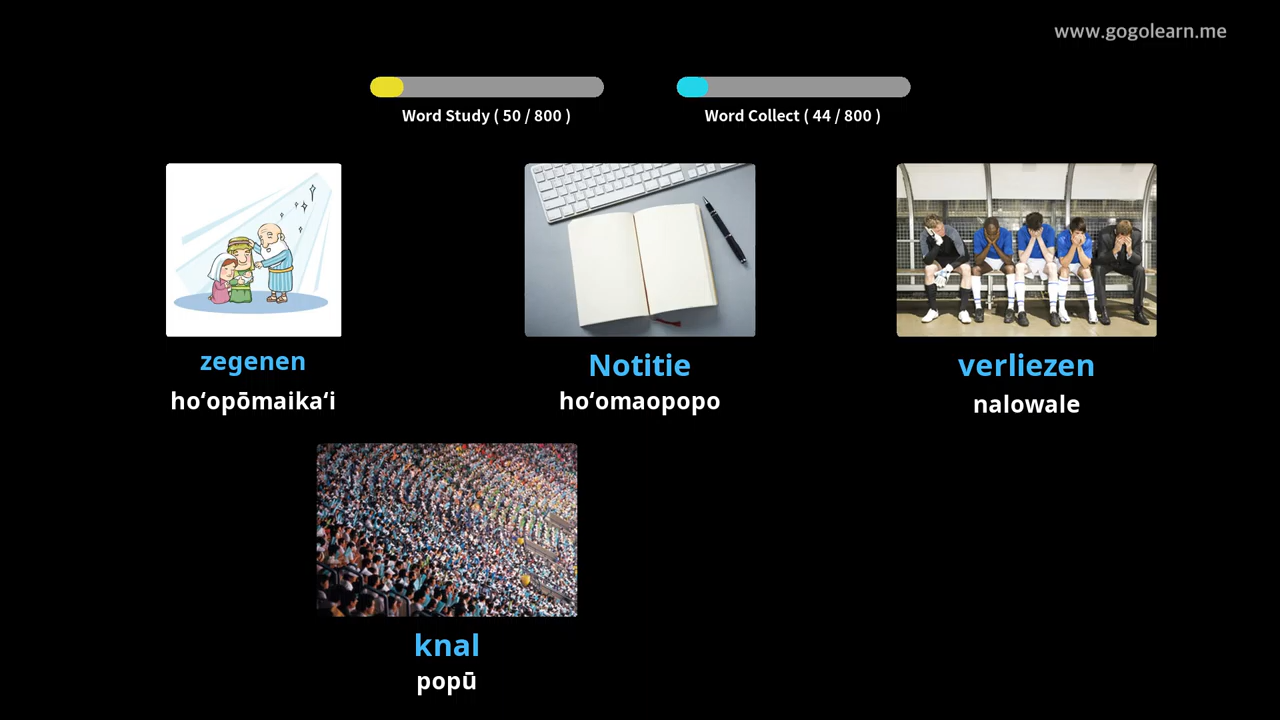 www.gogolearn.me
Word Study ( 50 / 800 )
Word Collect ( 44 / 800 )
zegenen
hoʻopōmaikaʻi
Notitie
hoʻomaopopo
verliezen
nalowale
knal
popū